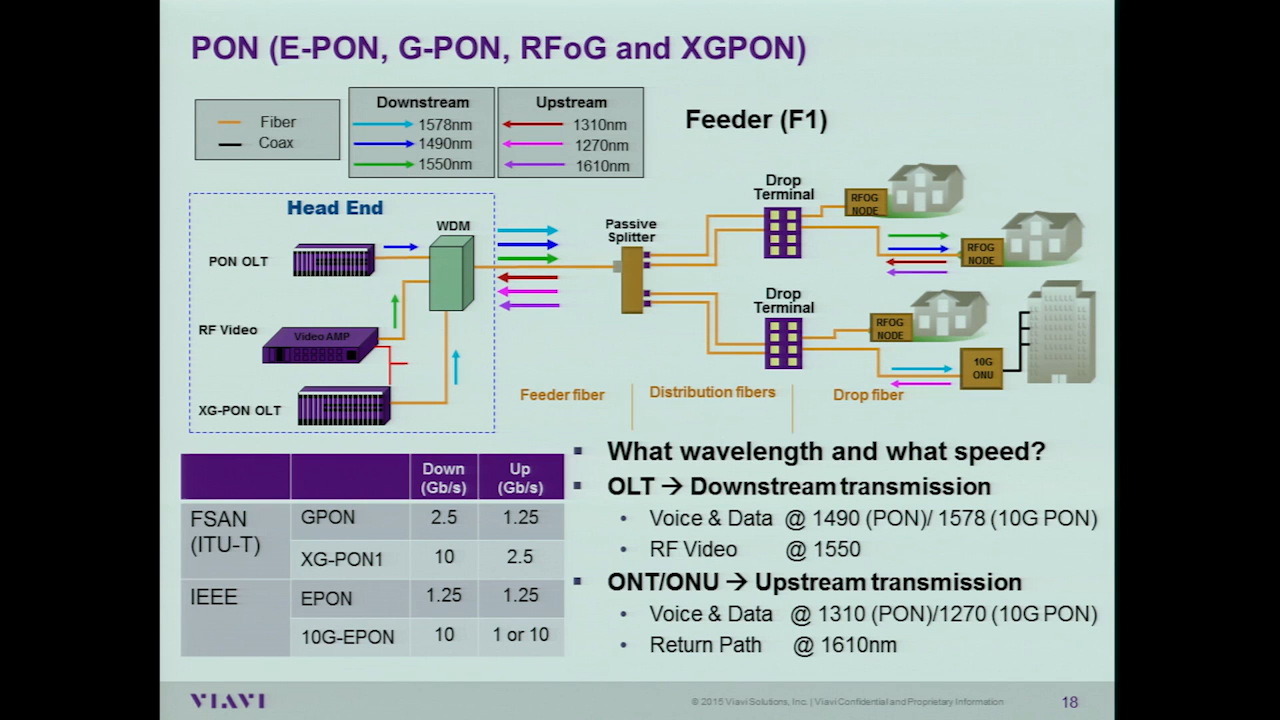 PON (E-PON, G-PON, RFoG and XGPON)
Fiber
Coax
Downstream
1578nm
1490nm
1550nm
Upstream
1310nm
1270nm
1610nm
Feeder (F1)
Head End
WDM
PON OLT
RF Video
Video AMP
XG-PON OLT
Passive
Splitter
Drop
Terminal
RFOG
NODE
RFOG
NODE
Drop
Terminal
RFOG
NODE
10G
ONU
Feeder fiber
Distribution fibers
Drop fiber
Down
(Gb/s)
Up
(Gb/s)
FSAN
(ITU-T)
GPON 2.5 1.25
XG-PON1 10 2.5
IEEE
EPON 1.25 1.25
10G-EPON 10 1 or 10
▪ What wavelength and what speed?
▪ OLT → Downstream transmission
• Voice & Data @ 1490 (PON)/ 1578 (10G PON)
• RF Video @ 1550
▪ ONT/ONU → Upstream transmission
• Voice & Data @ 1310 (PON)/1270 (10G PON)
• Return Path @ 1610nm
VIAVI
© 2015 Viavi Solutions, Inc. | Viavi Confidential and Proprietary Information
18